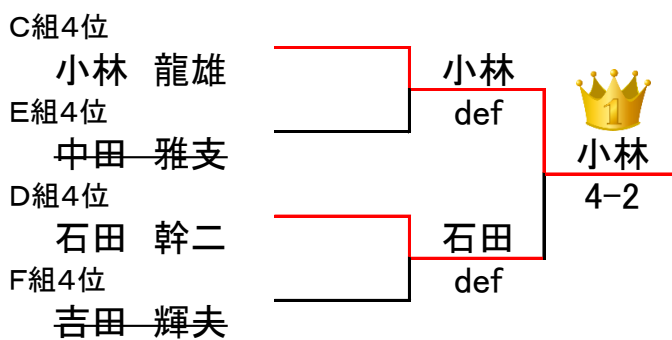 C組4位
小林　龍雄
E組4位
中田　雅支
D組4位
石田　幹二
F組4位
吉田　輝夫
小林
def
石田
def
1
小林
4-2